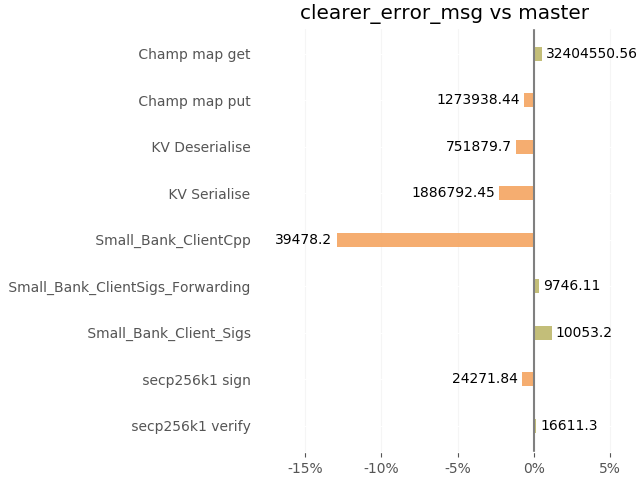 clearer_error_msg vs master
Champ map get 32404550.56
Champ map put 1273938.44
KV Deserialise 751879.7
KV Serialise 1886792.45
Small_Bank_ClientCpp 39478.2
Small_Bank_ClientSigs_Forwarding 9746.11
Small_Bank_Client_Sigs 10053.2
secp256k1 sign 24271.84
secp256k1 verify 16611.3
-15% -10% -5% 0% 5%